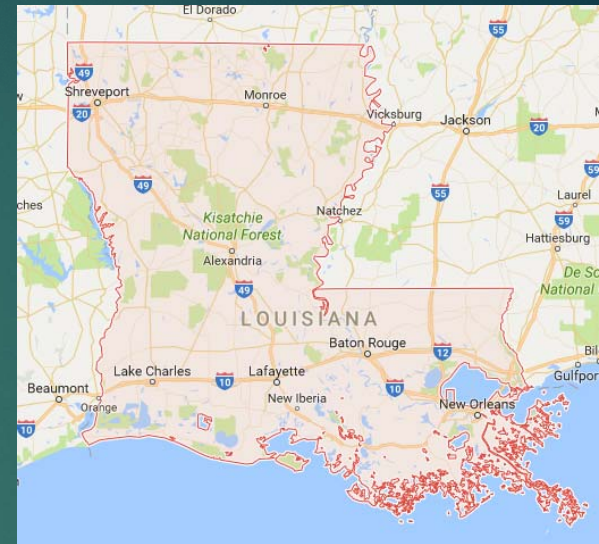 El Dorado
55
49
Shreveport
Monroe
20
Vicksburg
Jackson
20
49
55
59
Laurel
ches
Natchez
59
Kisatchie
National Forest
Hattiesburg
Alexandria
De So
National
49
LOUISIANA
Baton Rouge
12
Lake Charles
Lafayette
10
10
Bil
Gulfpor
Beaumont
Orange
New Iberia
New Orleans
10